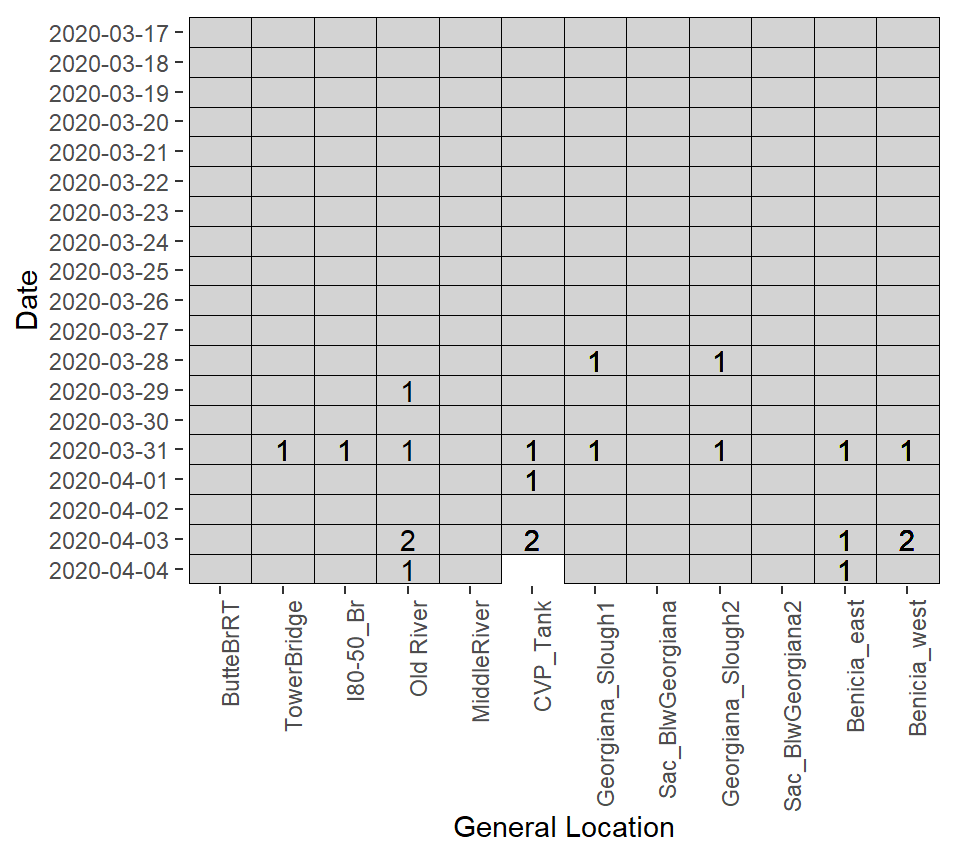 2020-03-17
2020-03-18
2020-03-19
2020-03-20
2020-03-21
2020-03-22
2020-03-23
2020-03-24
2020-03-25
2020-03-26
2020-03-27
2020-03-28 1 1
2020-03-29 1
2020-03-30
2020-03-31 1 1 1 1 1 1 1 1
2020-04-01 1
2020-04-02
2020-04-03 2 2 1 2
2020-04-04 1 1
Date
ButteBrRT
TowerBridge
I80-50_Br
Old River
MiddleRiver
CVP_Tank
Georgiana_Slough1
Sac_BlwGeorgiana
Georgiana_Slough2
Sac_BlwGeorgiana2
Benicia_east
Benicia_west
General Location